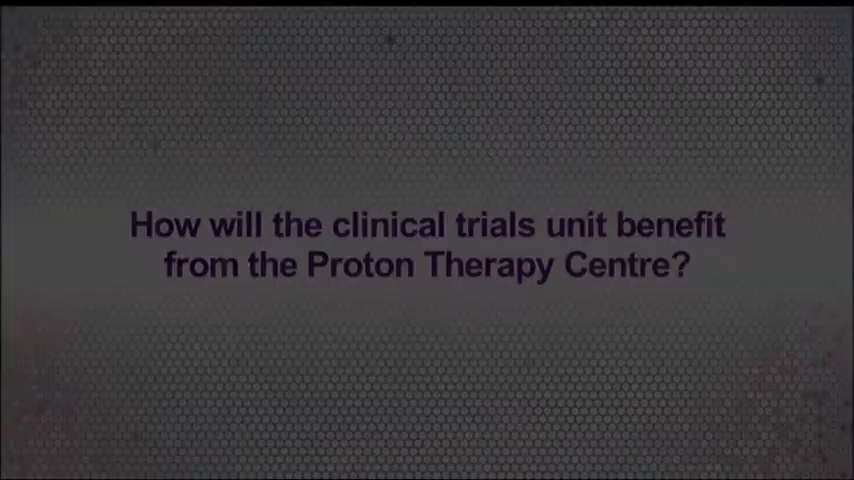 How will the clinical trials unit benefit
from the Proton Therapy Centre?